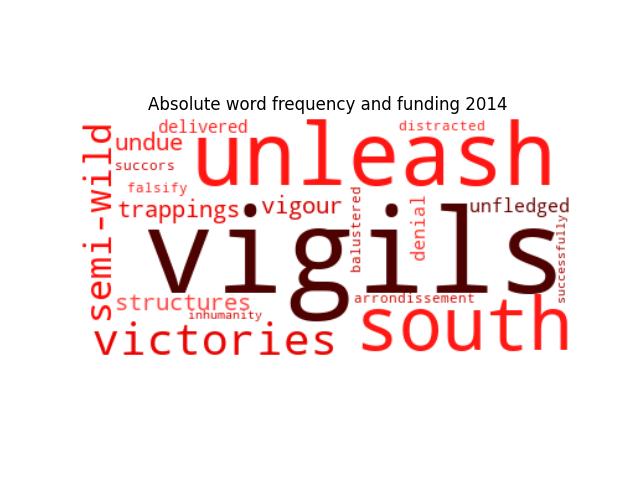 Absolute word frequency and funding 2014
delivered
distracted
undue
unleash
semi-wild
succors
falsify
trappings
vigour
balustered
denial
unfledged
successfully
vigils
structures
arrondissement
inhumanity
south
victories